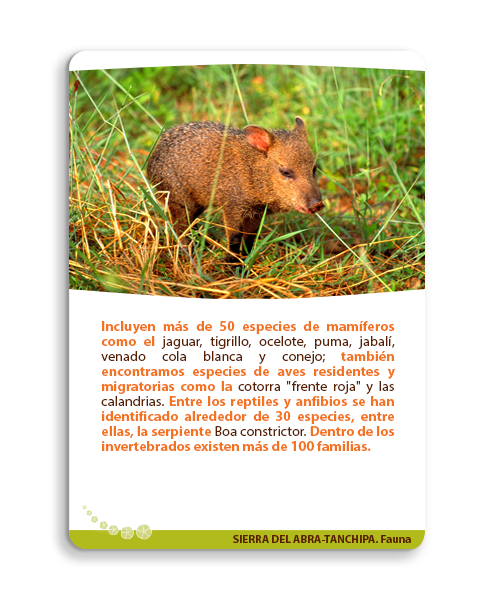 Incluyen más de 50 especies de mamíferos
como el jaguar, tigrillo, ocelote, puma, jabalí,
venado cola blanca y conejo; también
encontramos especies de aves residentes y
migratorias como la cotorra "frente roja" y las
calandrias. Entre los reptiles y anfibios se han
identificado alrededor de 30 especies, entre
ellas, la serpiente Boa constrictor. Dentro de los
invertebrados existen más de 100 familias.
SIERRA DEL ABRA-TANCHIPA. Fauna